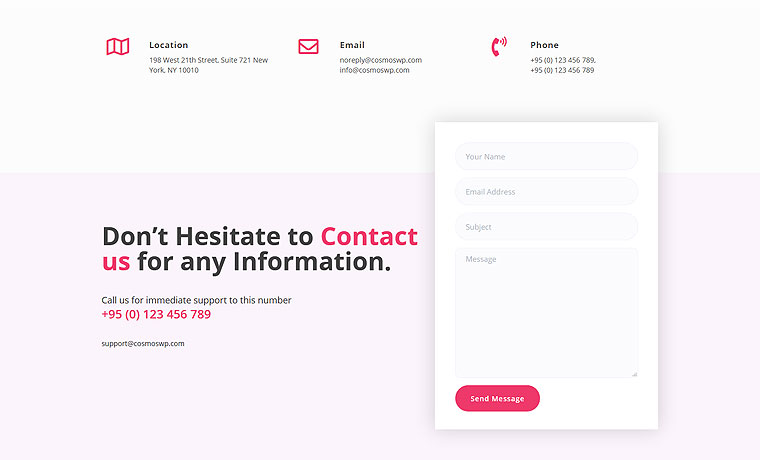 Location
198 West 21th Street, Suite 721 New
York, NY 10010
Email
noreply@cosmoswp.com
info@cosmoswp.com
Phone
+95 (0) 123 456 789,
+95 (0) 123 456 789
Don’t Hesitate to Contact
us for any Information.
Call us for immediate support to this number
+95 (0) 123 456 789
support@cosmoswp.com
Your Name
Email Address
Subject
Message
Send Message